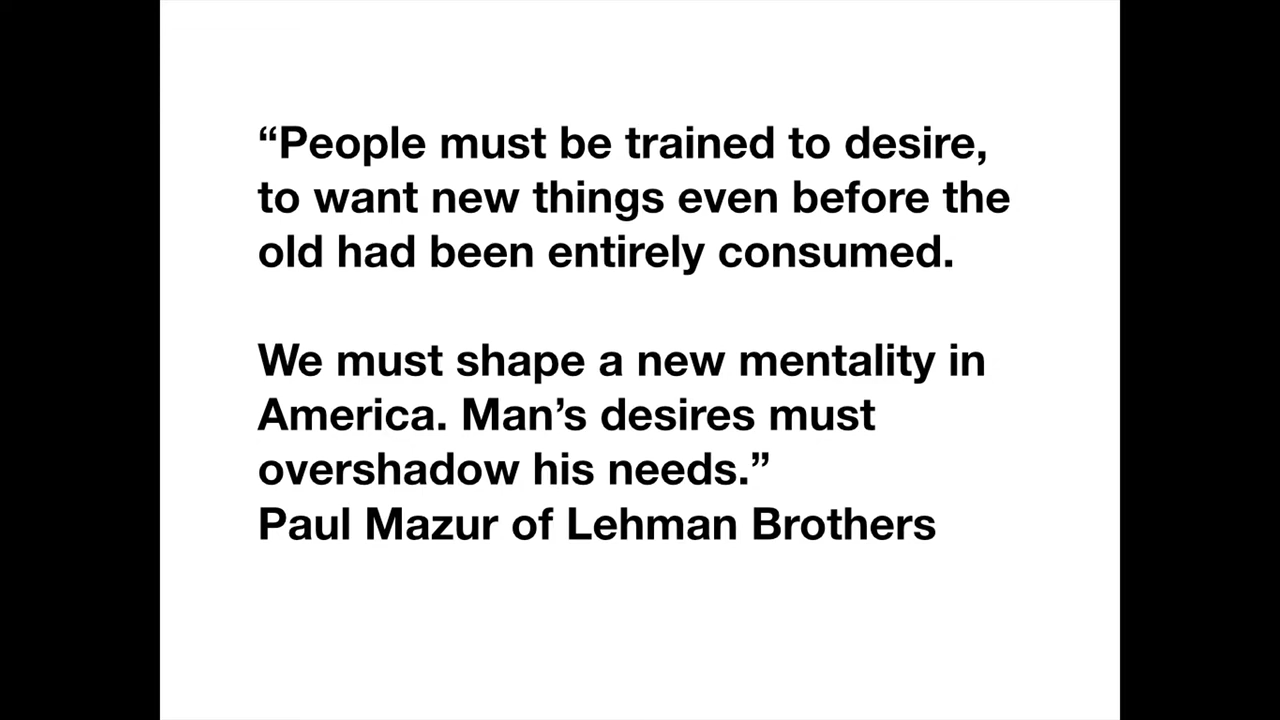 “People must be trained to desire,
to want new things even before the
old had been entirely consumed.
We must shape a new mentality in
America. Man’s desires must
overshadow his needs.”
Paul Mazur of Lehman Brothers